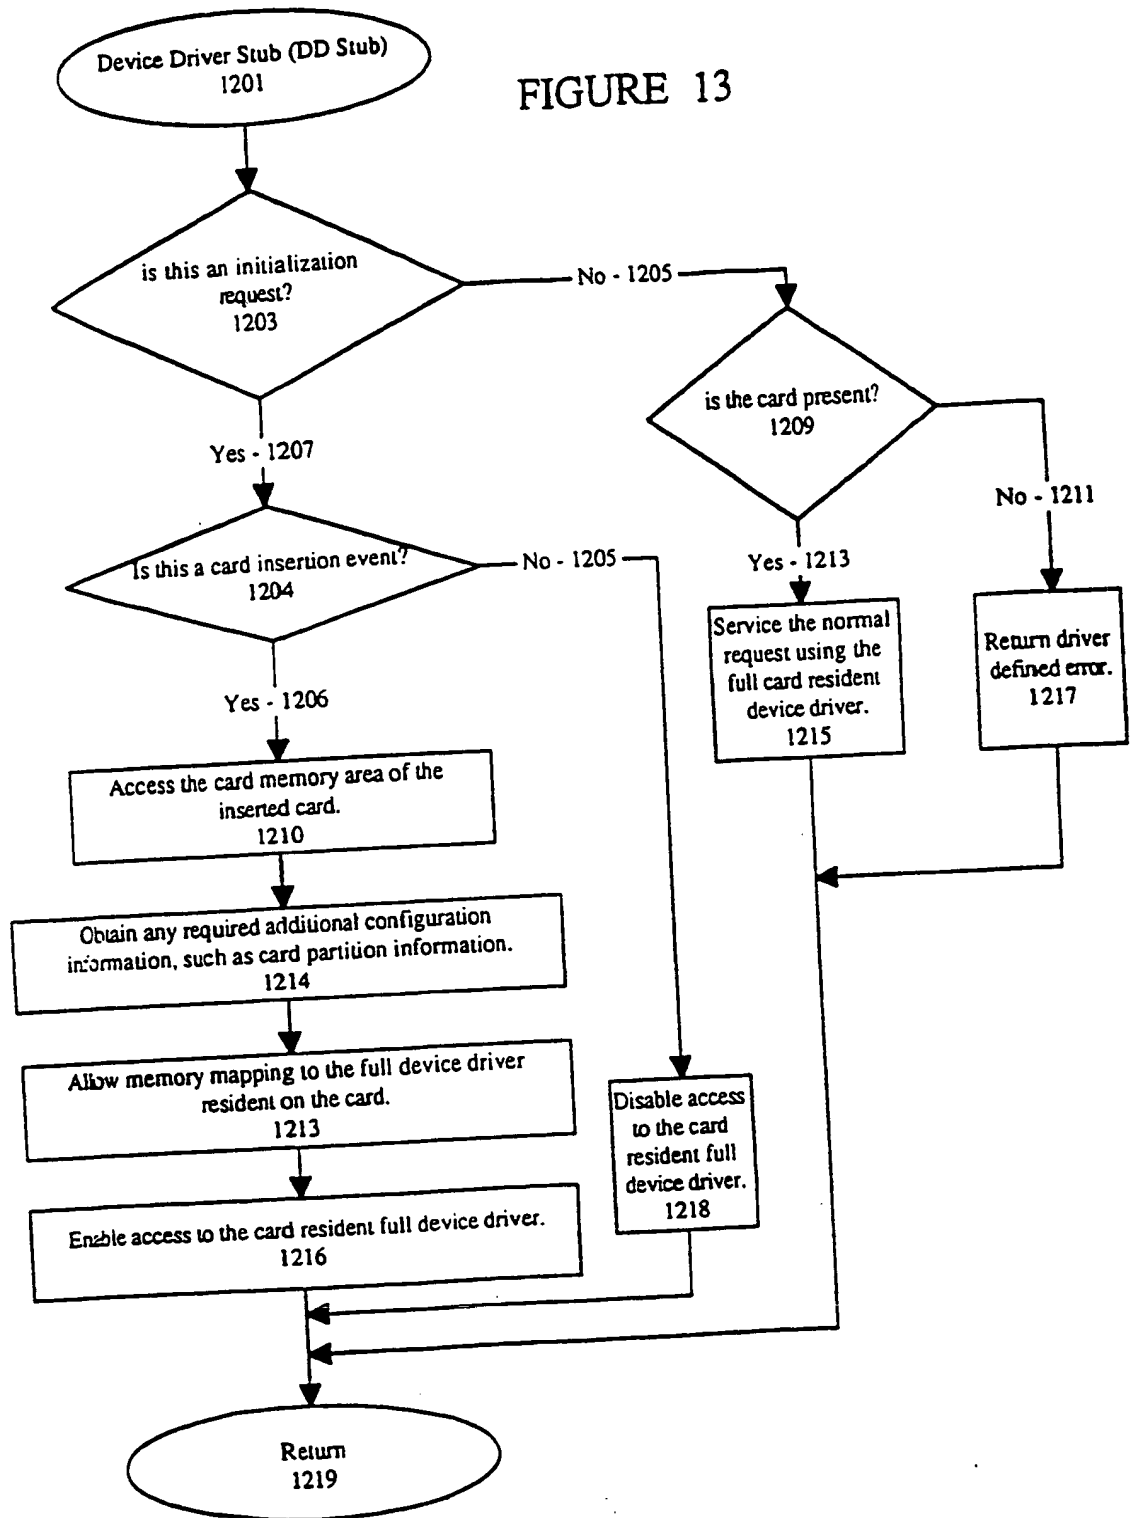 Device Driver Stub (DD Stub)
1201
FIGURE 13
is this an initialization
request?
1203
No - 1205
is the card present?
1209
Yes - 1207
No - 1211
Is this a card insertion event?
1204
No - 1205
Yes - 1213
Service the normal
request using the
full card resident
device driver.
1215
Return driver
defined error.
1217
Yes - 1206
Access the card memory area of the
inserted card.
1210
Obtain any required additional configuration
information, such as card partition information.
1214
Allow memory mapping to the full device driver
resident on the card.
1213
Disable access
to the card
resident full
device driver.
1218
Enable access to the card resident full device driver.
1216
Return
1219